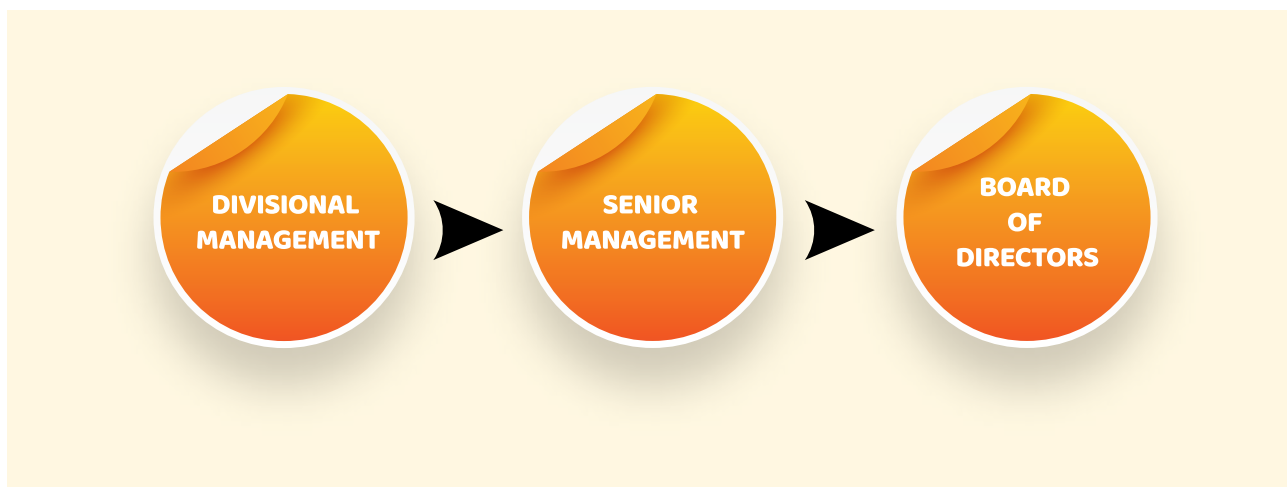 DIVISIONAL
MANAGEMENT
SENIOR
MANAGEMENT
BOARD
OF
DIRECTORS